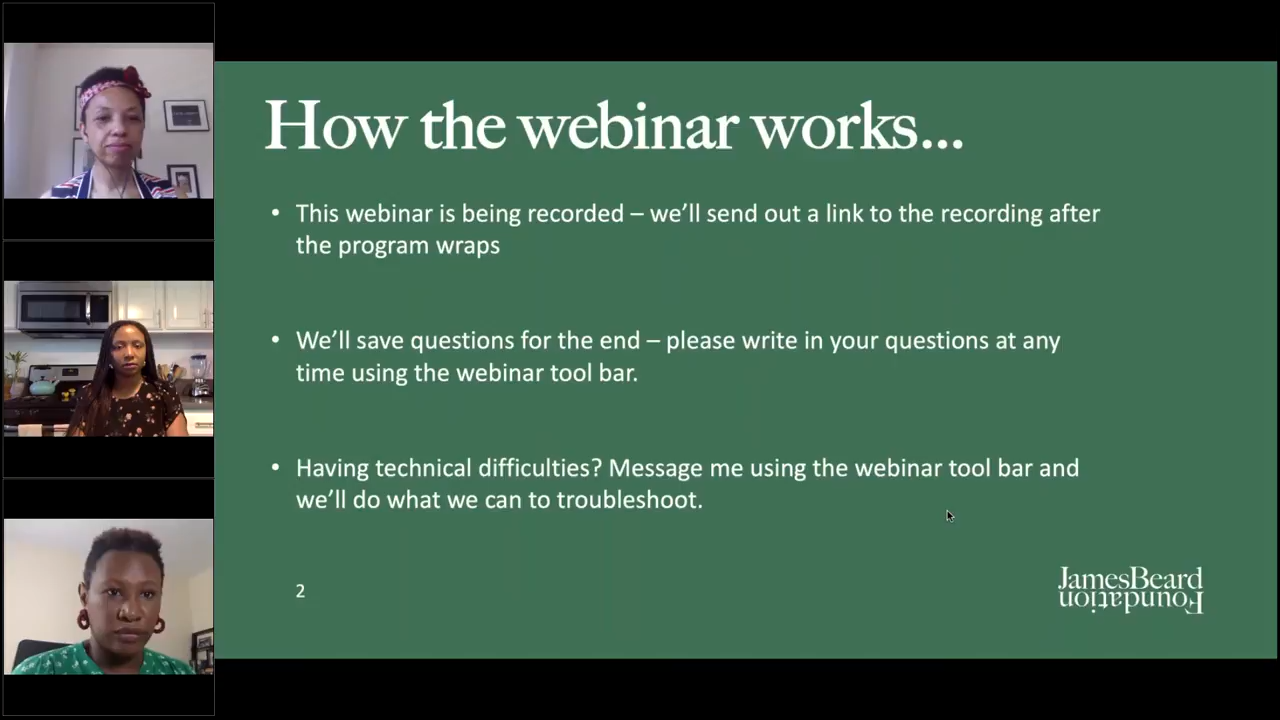 How the webinar works...
• This webinar is being recorded – we'll send out a link to the recording after
the program wraps
• We'll save questions for the end – please write in your questions at any
time using the webinar tool bar.
• Having technical difficulties? Message me using the webinar tool bar and
we'll do what we can to troubleshoot.
2
JamesBeard
Foundation